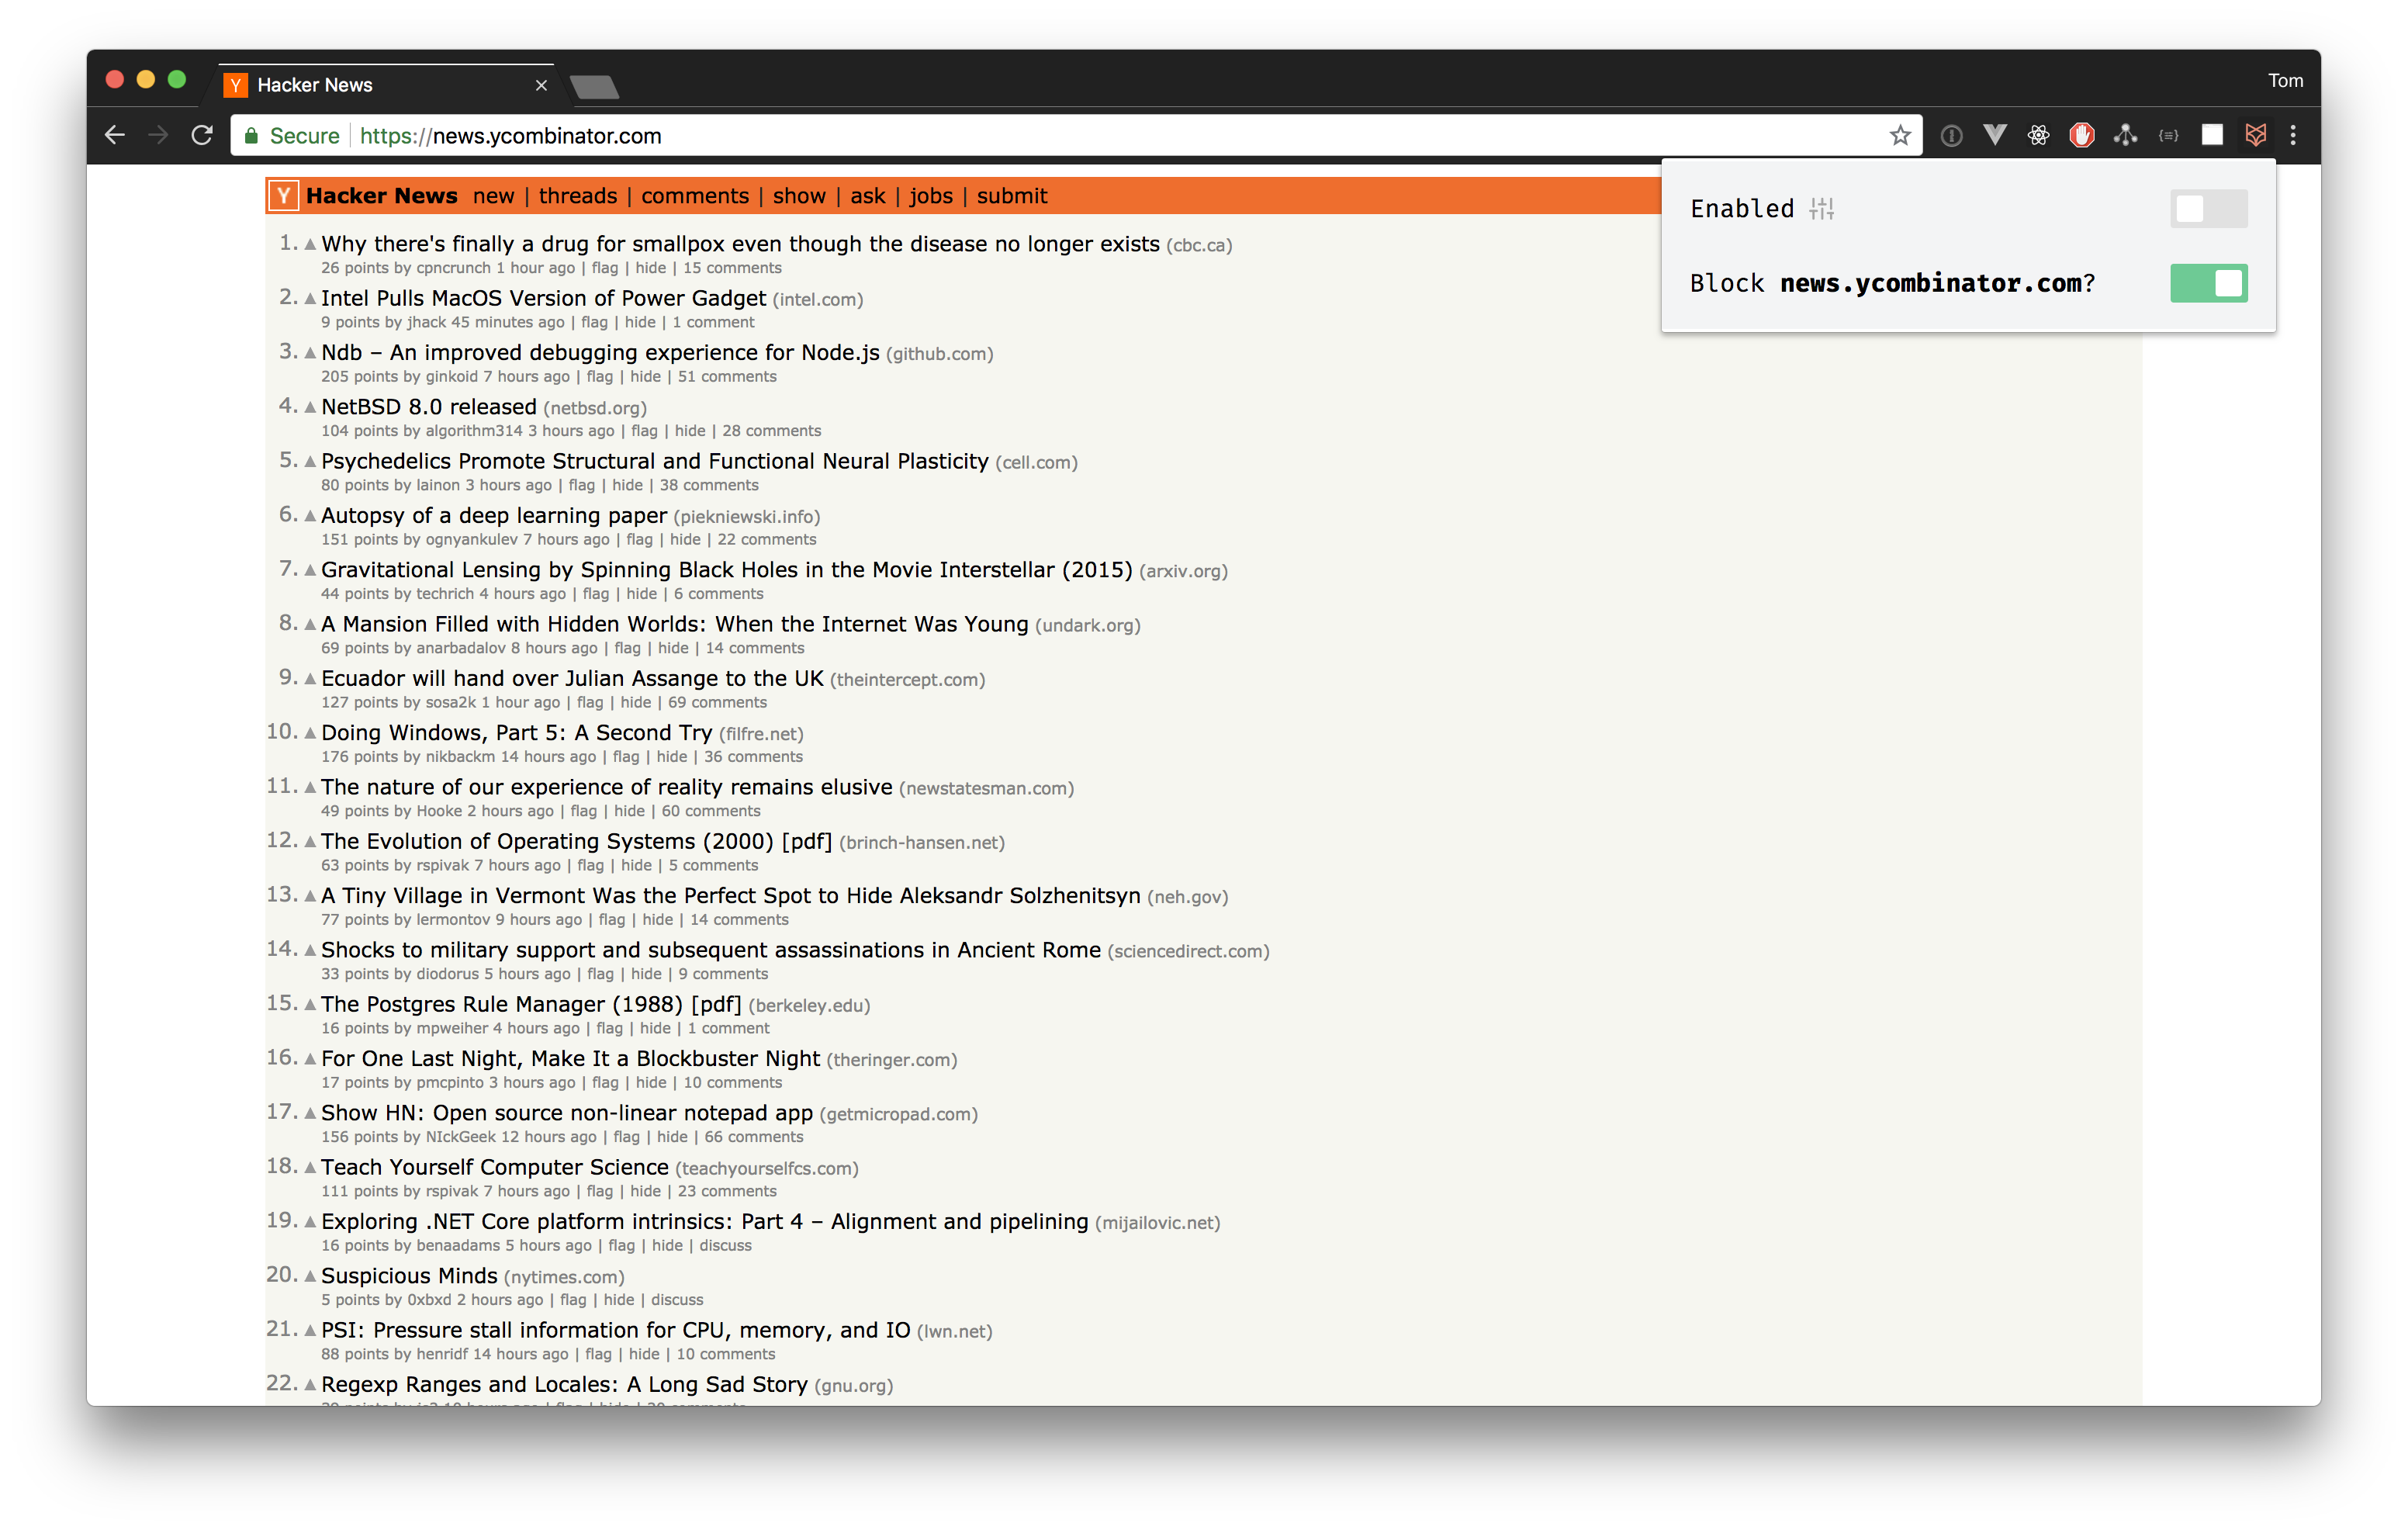 Hacker News
Tom
Secure https://news.ycombinator.com
Y Hacker News new | threads | comments | show | ask | jobs | submit
Enabled
Block news.ycombinator.com?
1. Why there's finally a drug for smallpox even though the disease no longer exists (cbc.ca)
26 points by cpncrunch 1 hour ago | flag | hide | 15 comments
2. Intel Pulls MacOS Version of Power Gadget (intel.com)
9 points by jhack 45 minutes ago | flag | hide | 1 comment
3. Ndb – An improved debugging experience for Node.js (github.com)
205 points by ginkoid 7 hours ago | flag | hide | 51 comments
4. NetBSD 8.0 released (netbsd.org)
104 points by algorithm314 3 hours ago | flag | hide | 28 comments
5. Psychedelics Promote Structural and Functional Neural Plasticity (cell.com)
80 points by lainon 3 hours ago | flag | hide | 38 comments
6. Autopsy of a deep learning paper (piekniewski.info)
151 points by ognyankulev 7 hours ago | flag | hide | 22 comments
7. Gravitational Lensing by Spinning Black Holes in the Movie Interstellar (2015) (arxiv.org)
44 points by techrich 4 hours ago | flag | hide | 6 comments
8. A Mansion Filled with Hidden Worlds: When the Internet Was Young (undark.org)
69 points by anarbadalov 8 hours ago | flag | hide | 14 comments
9. Ecuador will hand over Julian Assange to the UK (theintercept.com)
127 points by sosa2k 1 hour ago | flag | hide | 69 comments
10. Doing Windows, Part 5: A Second Try (filfre.net)
176 points by nikbackm 14 hours ago | flag | hide | 36 comments
11. The nature of our experience of reality remains elusive (newstatesman.com)
49 points by Hooke 2 hours ago | flag | hide | 60 comments
12. The Evolution of Operating Systems (2000) [pdf] (brinch-hansen.net)
63 points by rspivak 7 hours ago | flag | hide | 5 comments
13. A Tiny Village in Vermont Was the Perfect Spot to Hide Aleksandr Solzhenitsyn (neh.gov)
77 points by lermontov 9 hours ago | flag | hide | 14 comments
14. Shocks to military support and subsequent assassinations in Ancient Rome (sciencedirect.com)
33 points by diodorus 5 hours ago | flag | hide | 9 comments
15. The Postgres Rule Manager (1988) [pdf] (berkeley.edu)
16 points by mpweiher 4 hours ago | flag | hide | 1 comment
16. For One Last Night, Make It a Blockbuster Night (theringer.com)
17 points by pmcpinto 3 hours ago | flag | hide | 10 comments
17. Show HN: Open source non-linear notepad app (getmicropad.com)
156 points by NIckGeek 12 hours ago | flag | hide | 66 comments
18. Teach Yourself Computer Science (teachyourselfcs.com)
111 points by rspivak 7 hours ago | flag | hide | 23 comments
19. Exploring .NET Core platform intrinsics: Part 4 – Alignment and pipelining (mijailovic.net)
16 points by benaadams 5 hours ago | flag | hide | discuss
20. Suspicious Minds (nytimes.com)
5 points by 0xbxd 2 hours ago | flag | hide | discuss
21. PSI: Pressure stall information for CPU, memory, and IO (lwn.net)
88 points by henridf 14 hours ago | flag | hide | 10 comments
22. Regexp Ranges and Locales: A Long Sad Story (gnu.org)